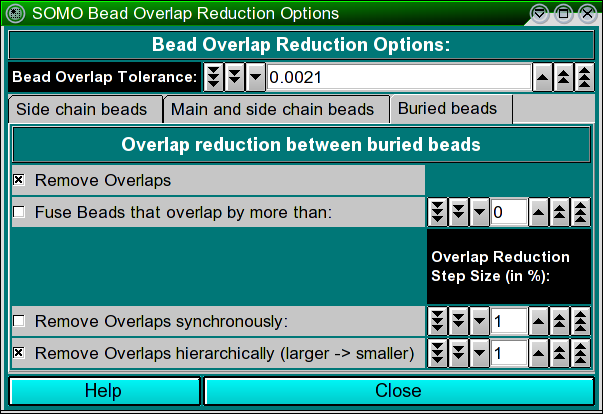 SOMO Bead Overlap Reduction Options
Bead Overlap Reduction Options:
Bead Overlap Tolerance: 0.0021
Side chain beads Main and side chain beads Buried beads
Overlap reduction between buried beads
Remove Overlaps
Fuse Beads that overlap by more than: 0
Overlap Reduction
Step Size (in %):
Remove Overlaps synchronously: 1
Remove Overlaps hierarchically (larger -> smaller) 1
Help Close